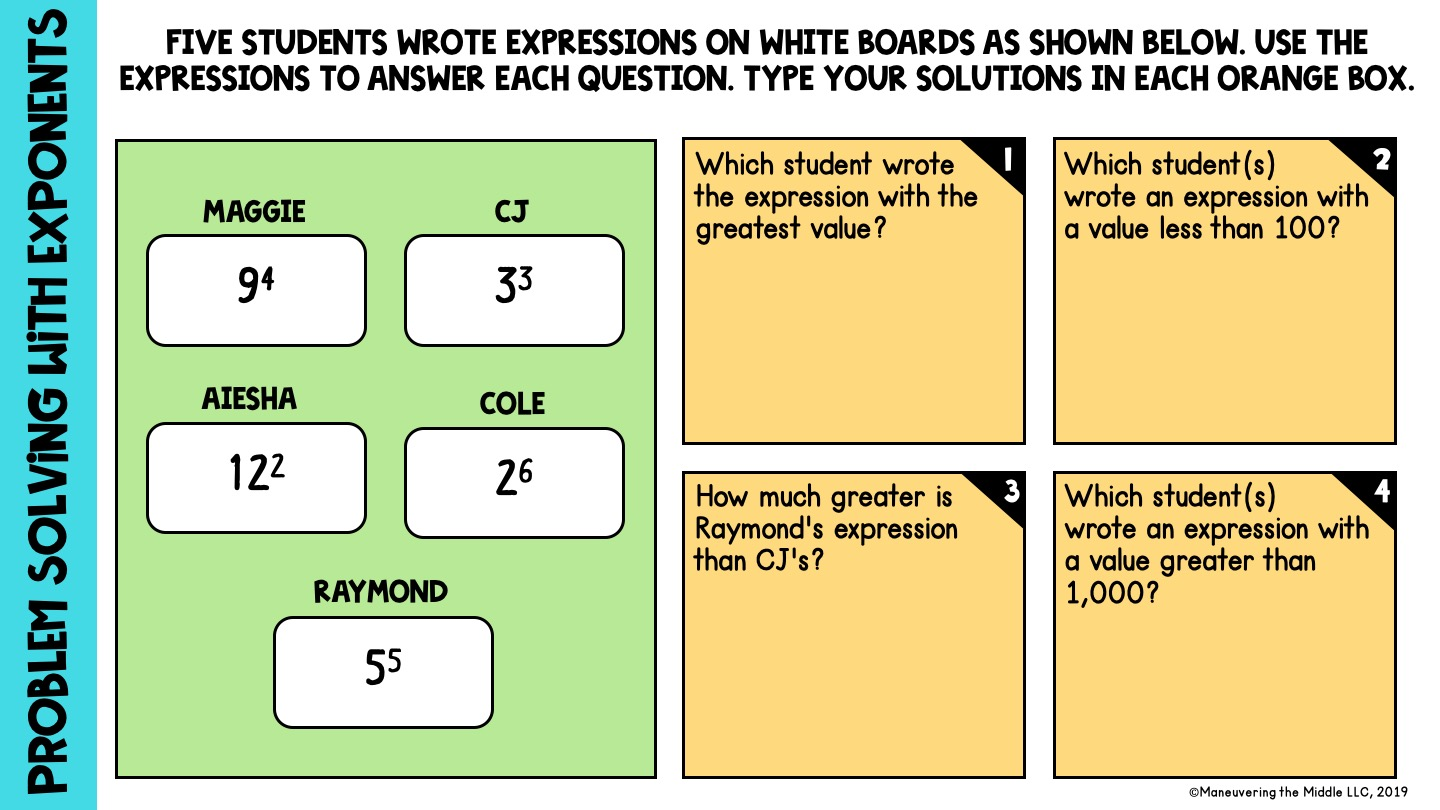 PROBLEM SOLVING WITH EXPONENTS
FIVE STUDENTS WROTE EXPRESSIONS ON WHITE BOARDS AS SHOWN BELOW. USE THE
EXPRESSIONS TO ANSWER EACH QUESTION. TYPE YOUR SOLUTIONS IN EACH ORANGE BOX.
MAGGIE
9⁴
CJ
3³
AIESHA
12²
COLE
2⁶
RAYMOND
5⁵
1
Which student wrote
the expression with the
greatest value?
2
Which student(s)
wrote an expression with
a value less than 100?
3
How much greater is
Raymond's expression
than CJ's?
4
Which student(s)
wrote an expression with
a value greater than
1,000?
©Maneuvering the Middle LLC, 2019